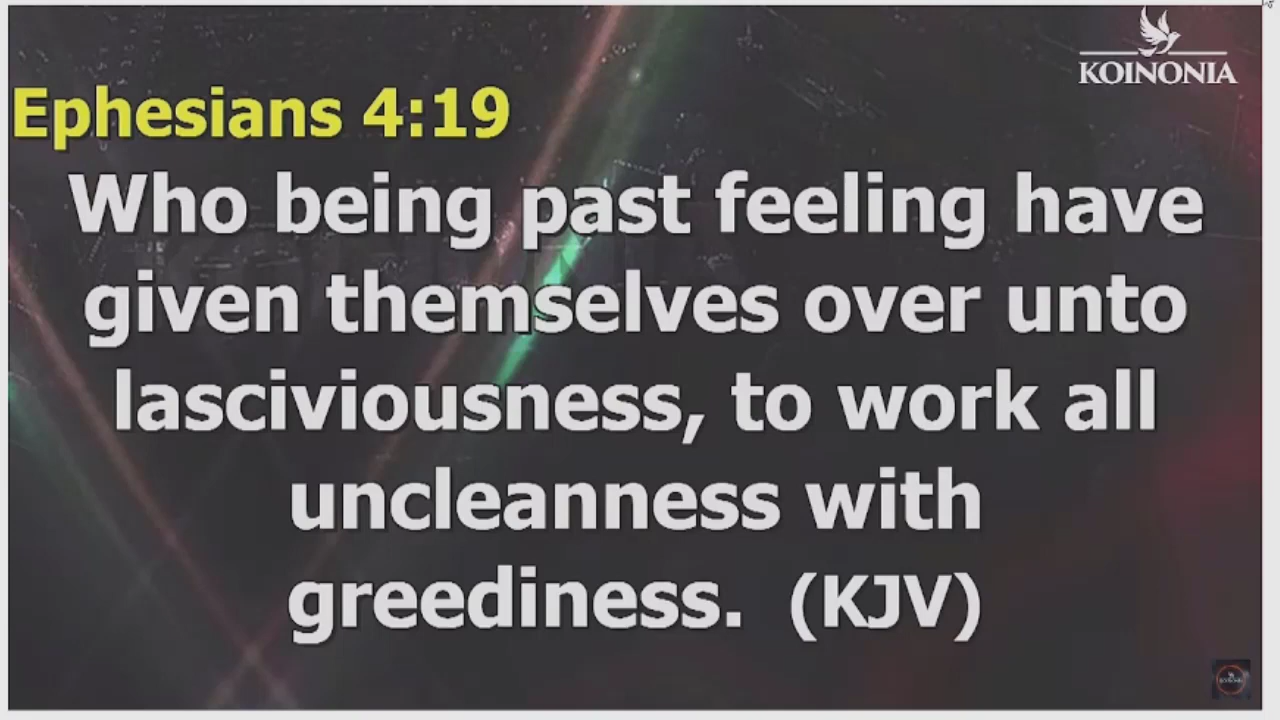 KOINONIA
Ephesians 4:19
Who being past feeling have
given themselves over unto
lasciviousness, to work all
uncleanness with
greediness. (KJV)